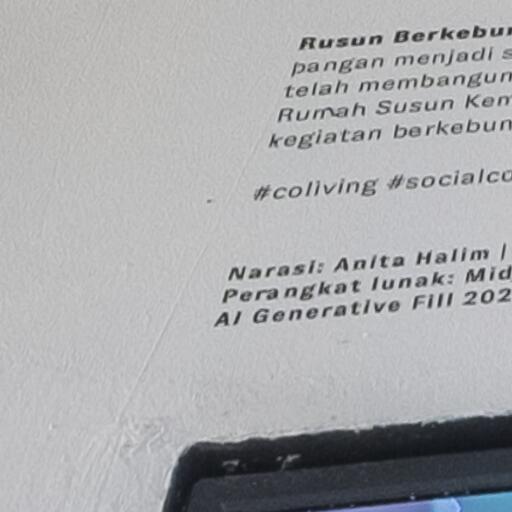 Rusun Berkebun
pangan menjadi s
telah membangun
Rumah Susun Kem
kegiatan berkebun
#coliving #socialco
Narasi: Anita Halim |
Perangkat lunak: Mid
AI Generative Fill 202